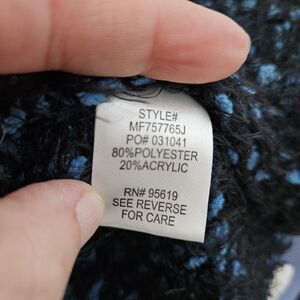 STYLE#
MF757765J
PO# 031041
80%POLYESTER
20%ACRYLIC
RN# 95619
SEE REVERSE
FOR CARE